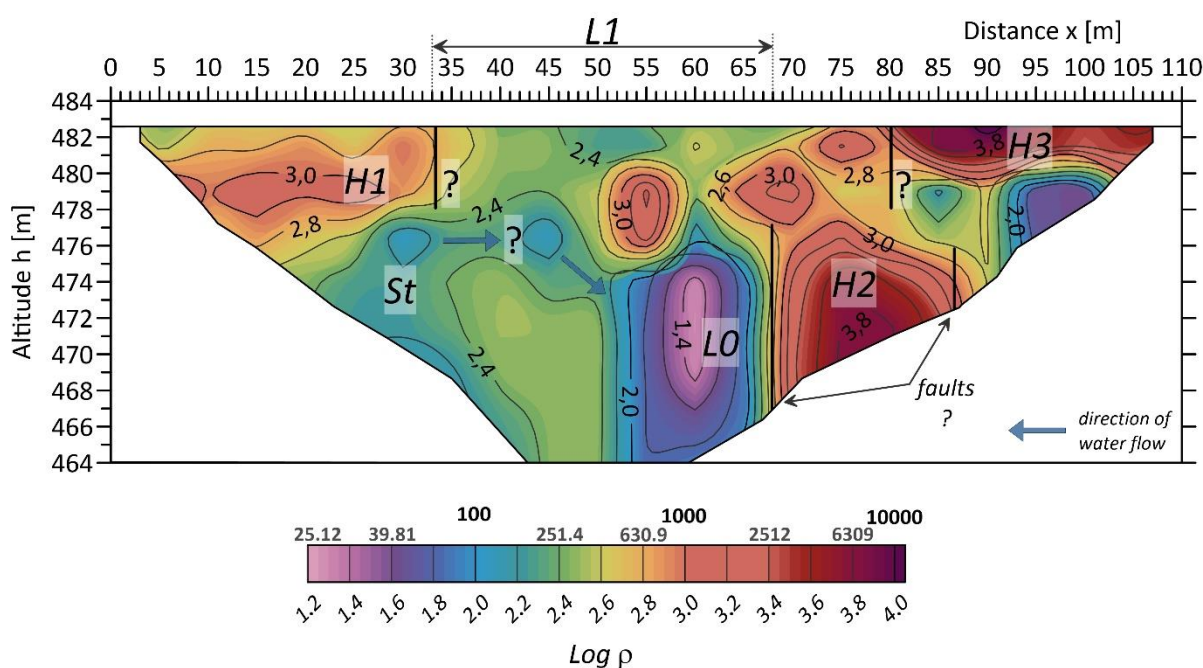 L1
Distance x [m]
0 5 10 15 20 25 30 35 40 45 50 55 60 65 70 75 80 85 90 95 100 105 110
Altitude h [m]
484
482
480
478
476
474
472
470
468
466
464
3,0
H1
?
2,8
2,4
2,4
?
St
2,4
3,0
2,6
3,0
2,8
?
3,8
H3
2,0
3,0
H2
3,8
1,4
L0
2,0
faults
?
direction of
water flow
100 1000 10000
25.12 39.81 251.4 630.9 2512 6309
1.2 1.4 1.6 1.8 2.0 2.2 2.4 2.6 2.8 3.0 3.2 3.4 3.6 3.8 4.0
Log ρ